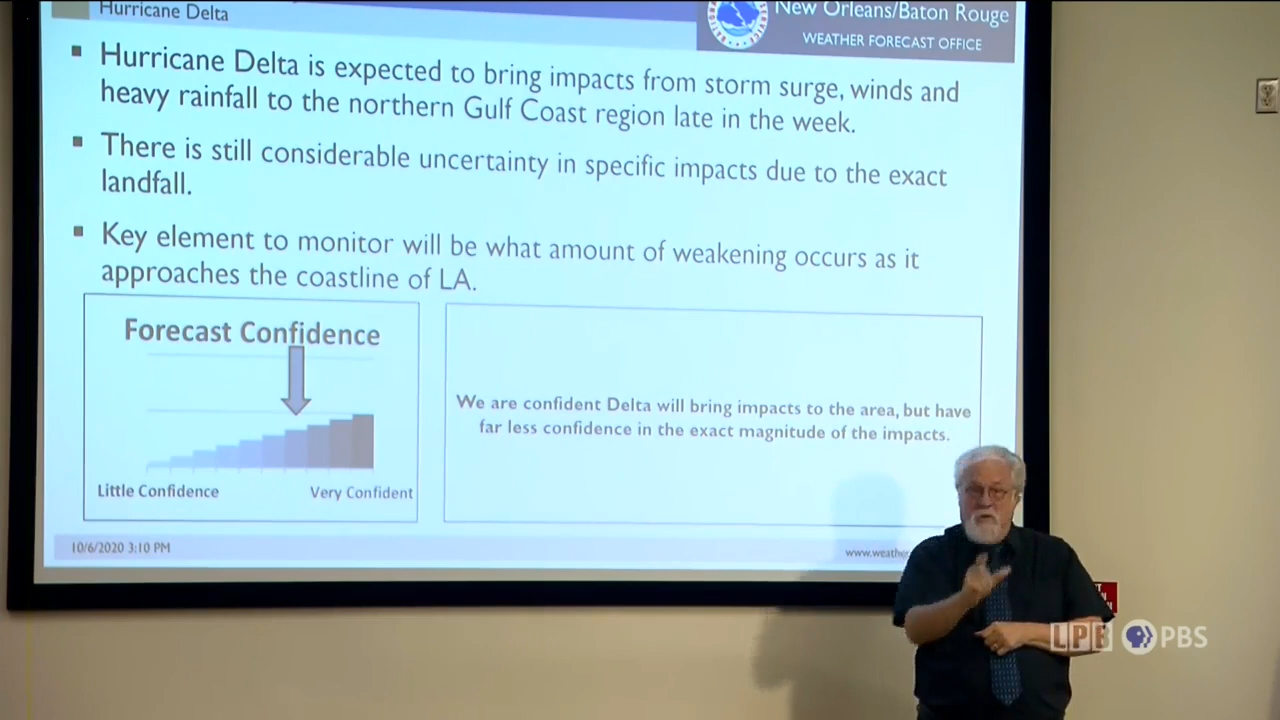 Hurricane Delta
New Orleans/Baton Rouge
WEATHER FORECAST OFFICE
Hurricane Delta is expected to bring impacts from storm surge, winds and
heavy rainfall to the northern Gulf Coast region late in the week.
There is still considerable uncertainty in specific impacts due to the exact
landfall.
Key element to monitor will be what amount of weakening occurs as it
approaches the coastline of LA.
Forecast Confidence
Little Confidence
Very Confident
We are confident Delta will bring impacts to the area, but have
far less confidence in the exact magnitude of the impacts.
10/6/2020 3:10 PM
www.weather
LPB PBS